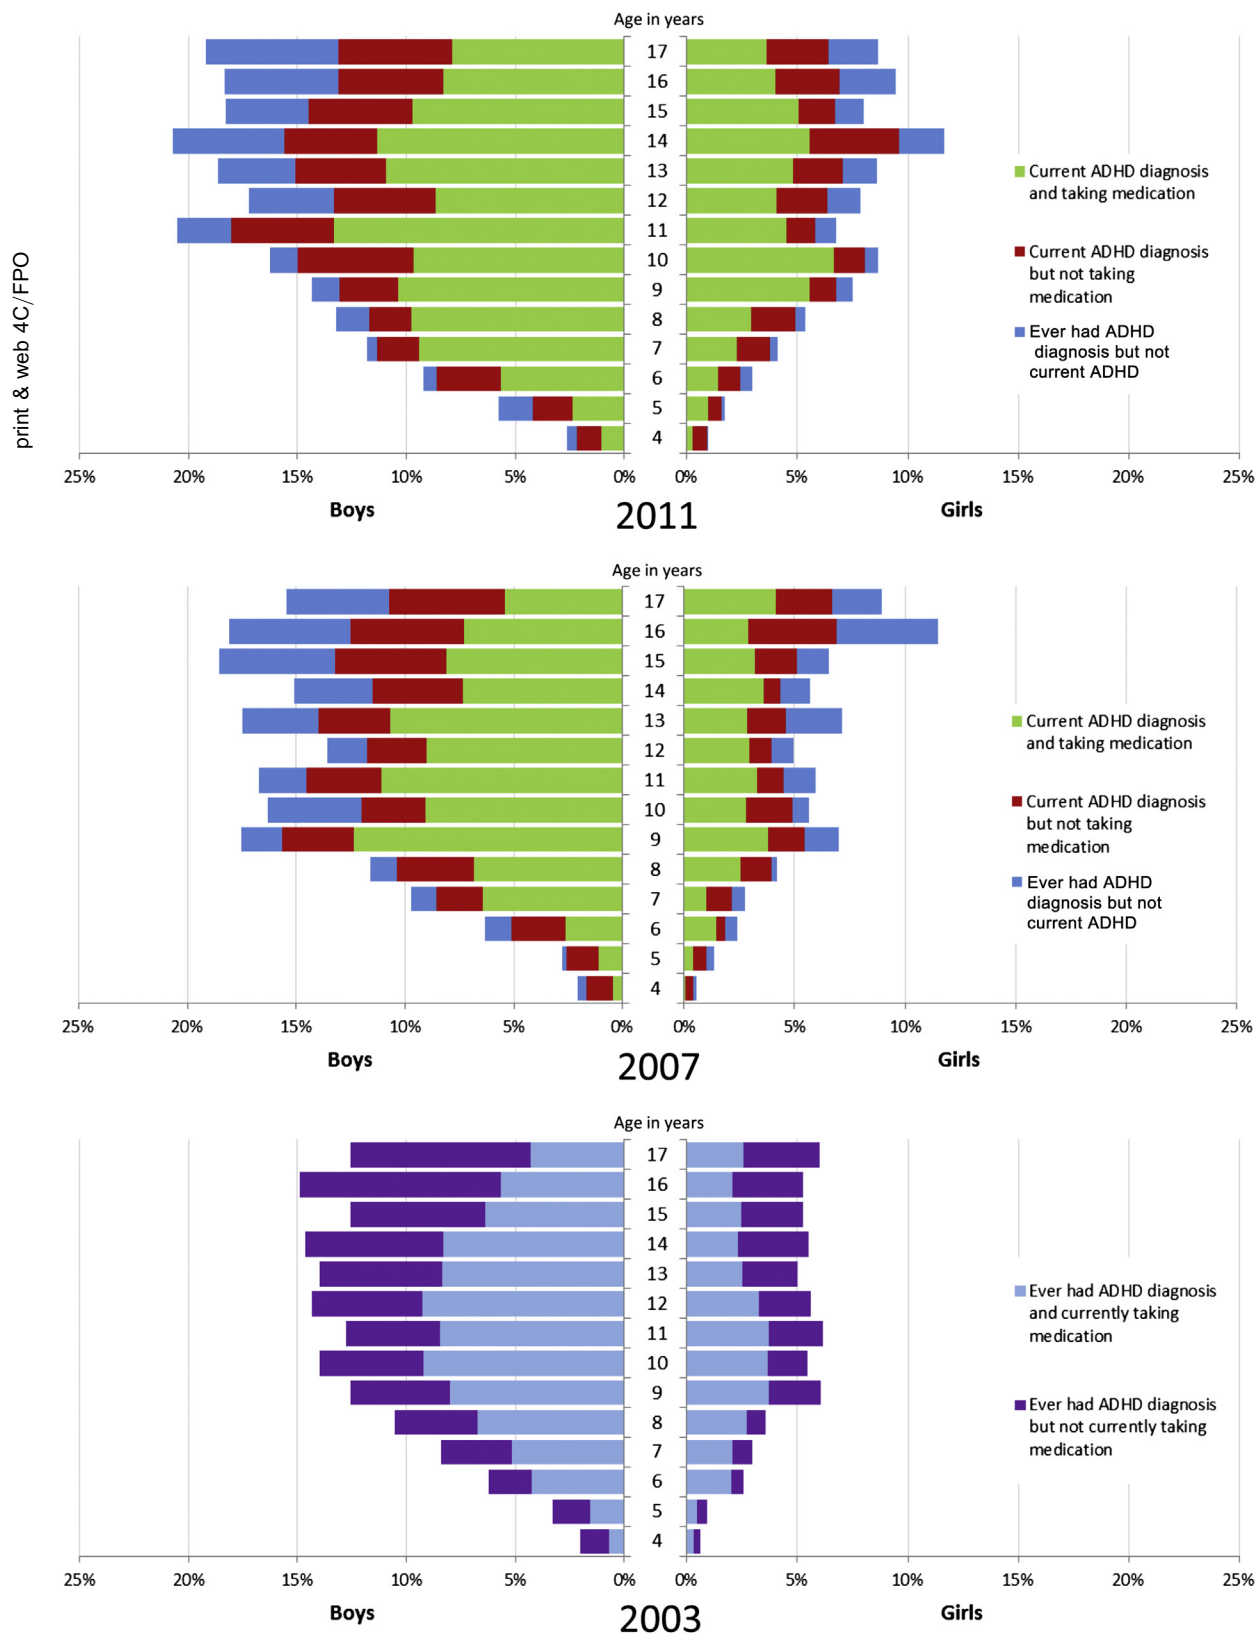 print & web 4C/FPO
Age in years
17
16
15
14
13
12
11
10
9
8
7
6
5
4
Current ADHD diagnosis
and taking medication
Current ADHD diagnosis
but not taking
medication
Ever had ADHD
diagnosis but not
current ADHD
25% 20% 15% 10% 5% 0% 0% 5% 10% 15% 20% 25%
Boys 2011 Girls
Age in years
17
16
15
14
13
12
11
10
9
8
7
6
5
4
Current ADHD diagnosis
and taking medication
Current ADHD diagnosis
but not taking
medication
Ever had ADHD
diagnosis but not
current ADHD
25% 20% 15% 10% 5% 0% 0% 5% 10% 15% 20% 25%
Boys 2007 Girls
Age in years
17
16
15
14
13
12
11
10
9
8
7
6
5
4
Ever had ADHD diagnosis
and currently taking
medication
Ever had ADHD diagnosis
but not currently taking
medication
25% 20% 15% 10% 5% 0% 0% 5% 10% 15% 20% 25%
Boys 2003 Girls